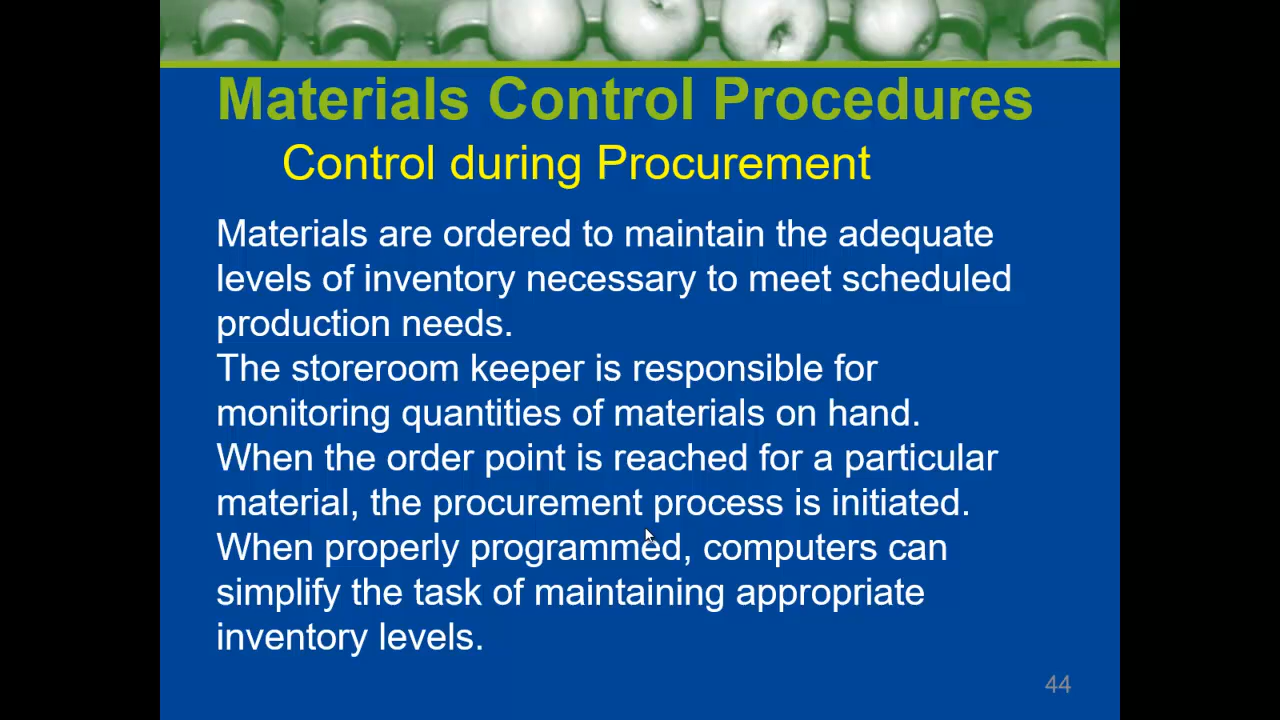 Materials Control Procedures
Control during Procurement
Materials are ordered to maintain the adequate
levels of inventory necessary to meet scheduled
production needs.
The storeroom keeper is responsible for
monitoring quantities of materials on hand.
When the order point is reached for a particular
material, the procurement process is initiated.
When properly programmed, computers can
simplify the task of maintaining appropriate
inventory levels.
44